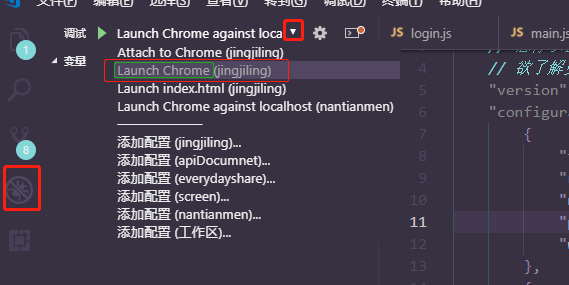 文件(F) 编辑(E) 选择(S) 查看(V) 转到(G) 调试(D) 终端(T) 帮助(H)
调试 Launch Chrome against loca
变量
Attach to Chrome (jingjiling)
Launch Chrome (jingjiling)
Launch index.html (jingjiling)
Launch Chrome against localhost (nantianmen)
添加配置 (jingjiling)...
添加配置 (apiDocumnet)...
添加配置 (everydayshare)...
添加配置 (screen)...
添加配置 (nantianmen)...
添加配置 (工作区)...
1
8
JS login.js JS main.js
4 // 欲了解
5 "version"
6 "configura
7 {
8 "
9 "
10 "
11 "
12 "
13 },
14 {